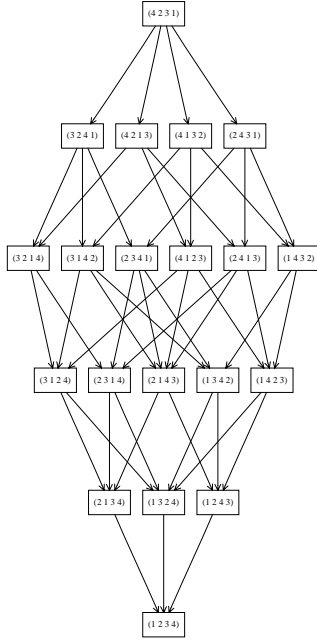 (4 2 3 1)
(3 2 4 1) (4 2 1 3) (4 1 3 2) (2 4 3 1)
(3 2 1 4) (3 1 4 2) (2 3 4 1) (4 1 2 3) (2 4 1 3) (1 4 3 2)
(3 1 2 4) (2 3 1 4) (2 1 4 3) (1 3 4 2) (1 4 2 3)
(2 1 3 4) (1 3 2 4) (1 2 4 3)
(1 2 3 4)